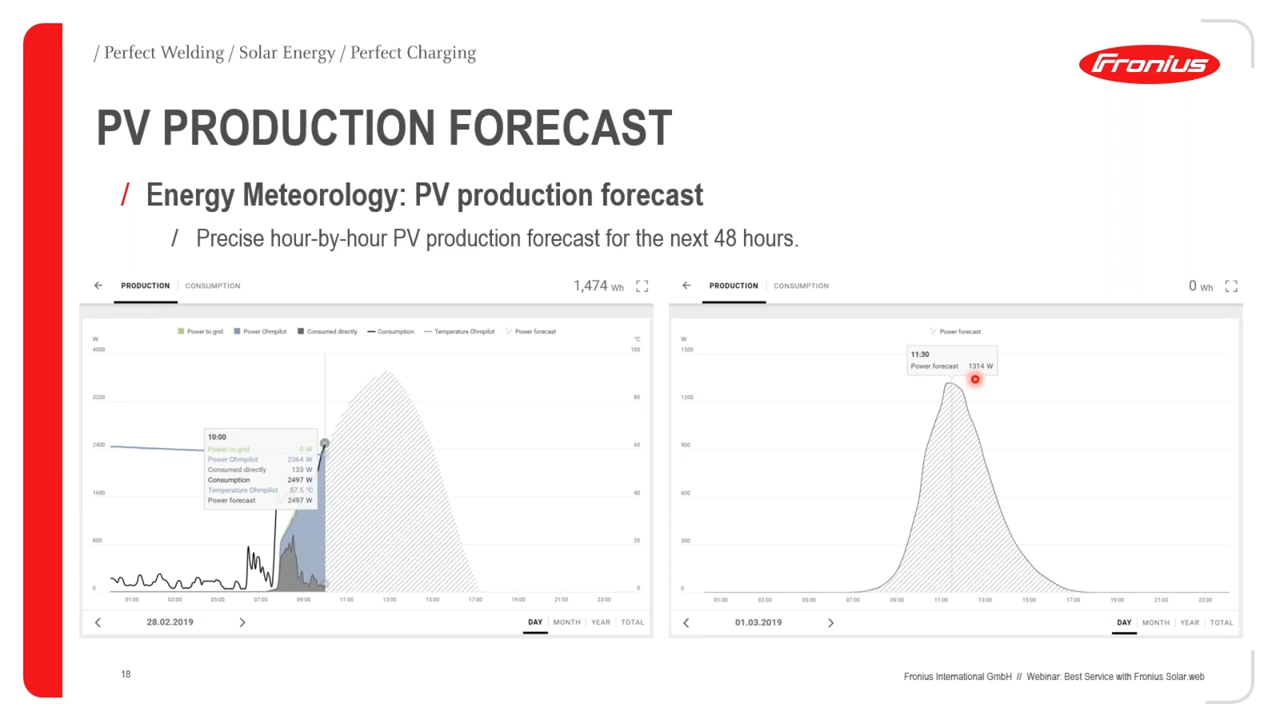 / Perfect Welding / Solar Energy / Perfect Charging
Fronius
PV PRODUCTION FORECAST
/ Energy Meteorology: PV production forecast
/ Precise hour-by-hour PV production forecast for the next 48 hours.
PRODUCTION CONSUMPTION 1,474 Wh
Power to grid Power Ohmpilot Consumed directly Consumption Temperature Ohmpilot Power forecast
W °C
4000 100
3200 80
2400 60
1600 40
800 20
0 0
10:00
Power to grid 0 W
Power Ohmpilot 2364 W
Consumed directly 133 W
Consumption 2497 W
Temperature Ohmpilot 57.5 °C
Power forecast 2497 W
01:00 03:00 05:00 07:00 09:00 11:00 13:00 15:00 17:00 19:00 21:00 23:00
28.02.2019 DAY MONTH YEAR TOTAL
PRODUCTION CONSUMPTION 0 Wh
Power forecast
W
1500
1200
900
600
300
0
11:30
Power forecast 1314 W
01:00 03:00 05:00 07:00 09:00 11:00 13:00 15:00 17:00 19:00 21:00 23:00
01.03.2019 DAY MONTH YEAR TOTAL
18
Fronius International GmbH // Webinar: Best Service with Fronius Solar.web